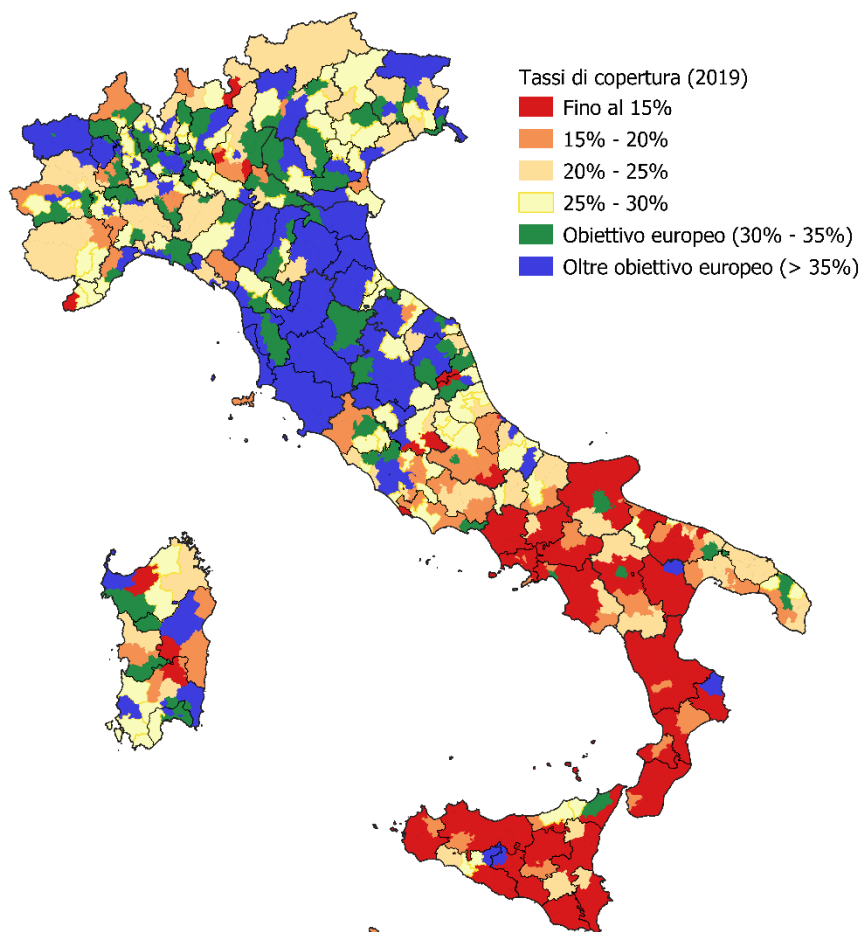 Tassi di copertura (2019)
Fino al 15%
15% - 20%
20% - 25%
25% - 30%
Obiettivo europeo (30% - 35%)
Oltre obiettivo europeo (> 35%)